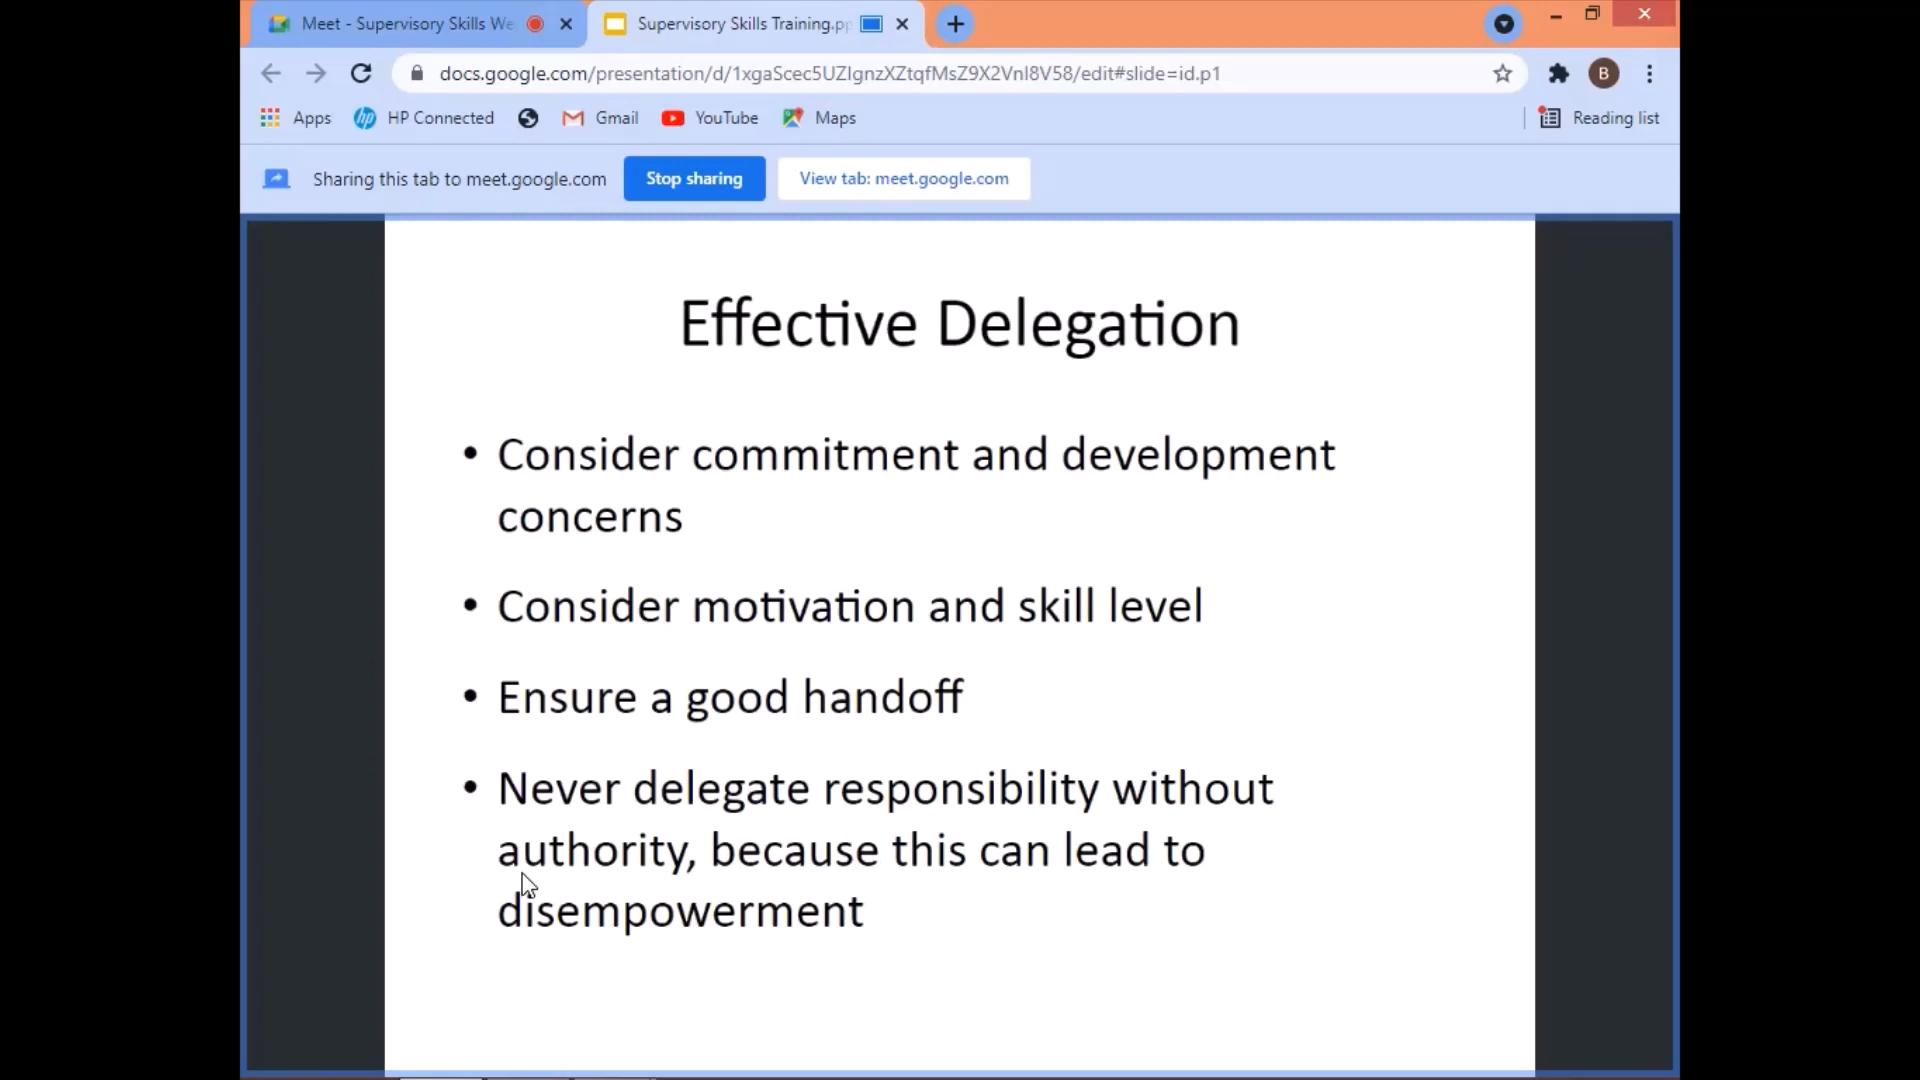 Meet - Supervisory Skills We
Supervisory Skills Training.pp
docs.google.com/presentation/d/1xgaScec5UZIgnzXZtqfMsZ9X2VnI8V58/edit#slide=id.p1
B
Apps
hp
HP Connected
Gmail
YouTube
Maps
Reading list
Sharing this tab to meet.google.com
Stop sharing
View tab: meet.google.com
Effective Delegation
• Consider commitment and development
concerns
• Consider motivation and skill level
• Ensure a good handoff
• Never delegate responsibility without
authority, because this can lead to
disempowerment